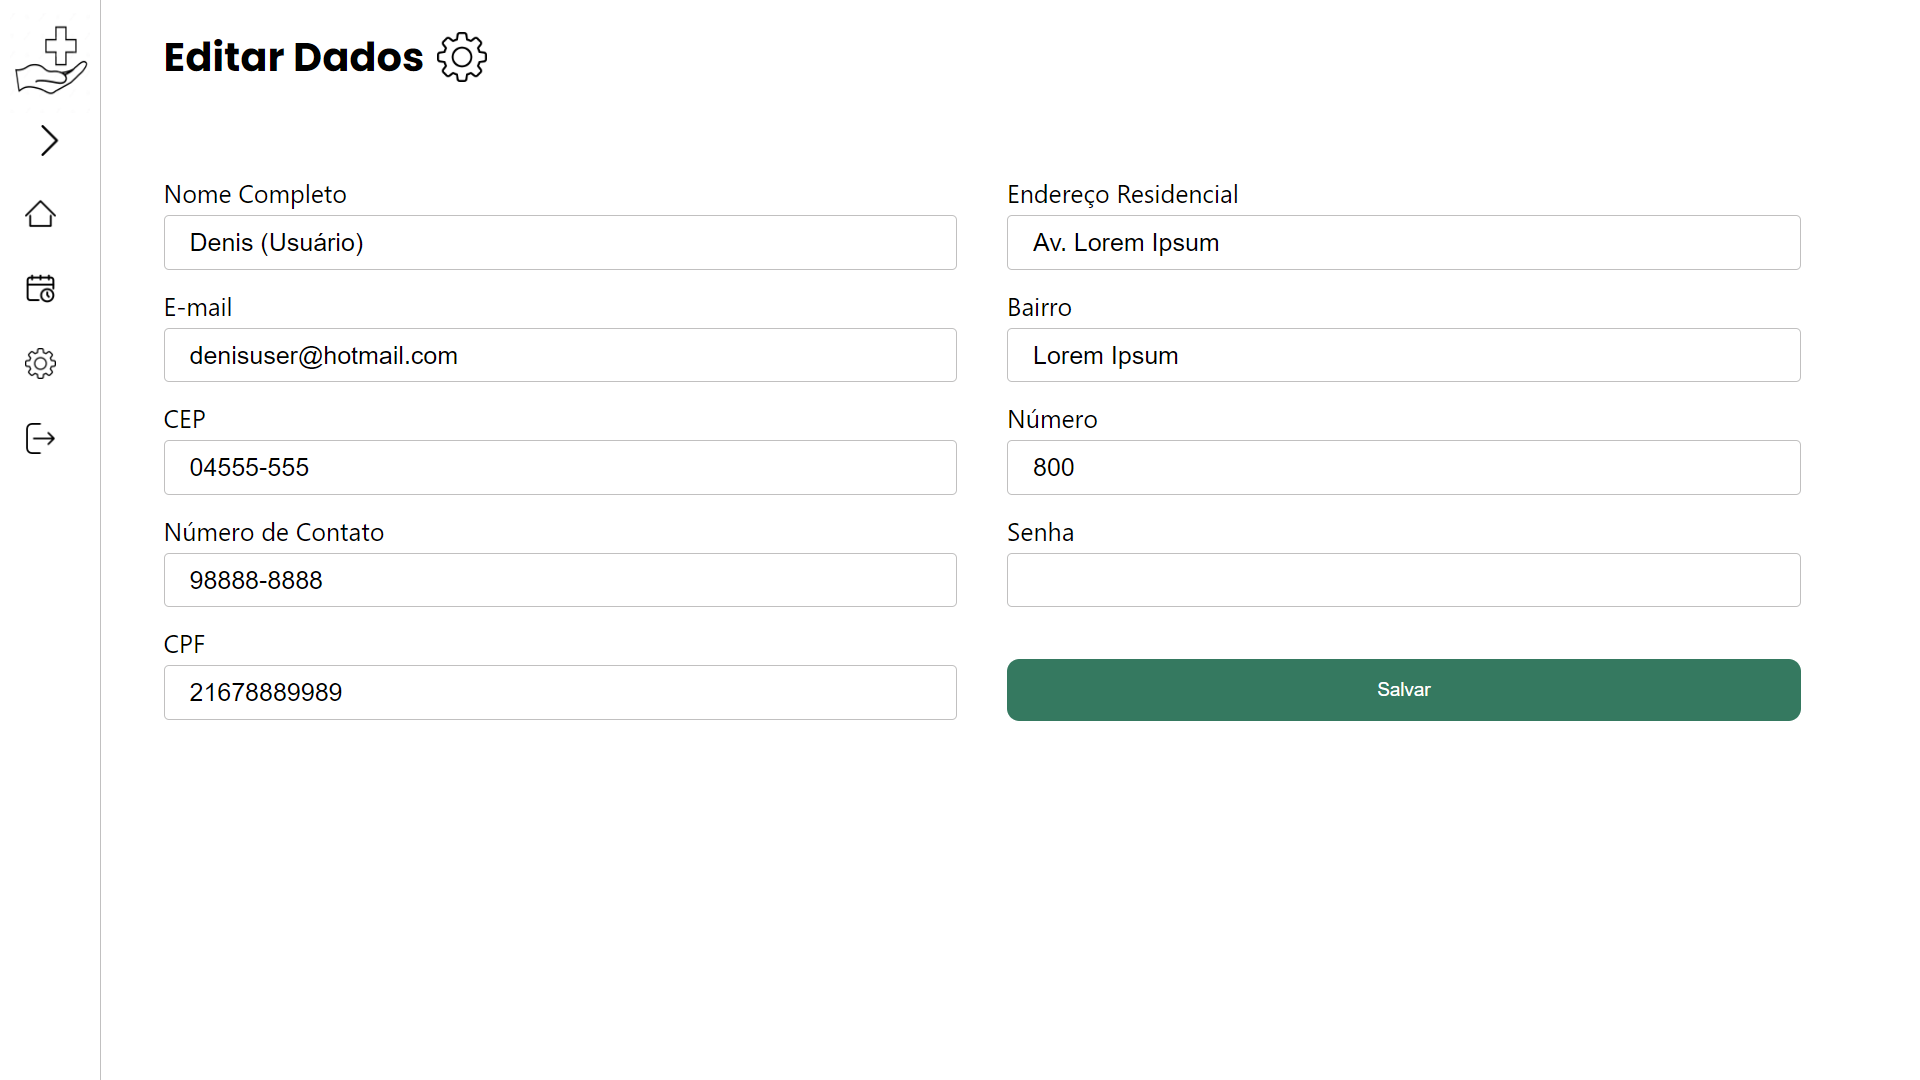 Editar Dados
Nome Completo
Denis (Usuário)
E-mail
denisuser@hotmail.com
CEP
04555-555
Número de Contato
98888-8888
CPF
21678889989
Endereço Residencial
Av. Lorem Ipsum
Bairro
Lorem Ipsum
Número
800
Senha
Salvar